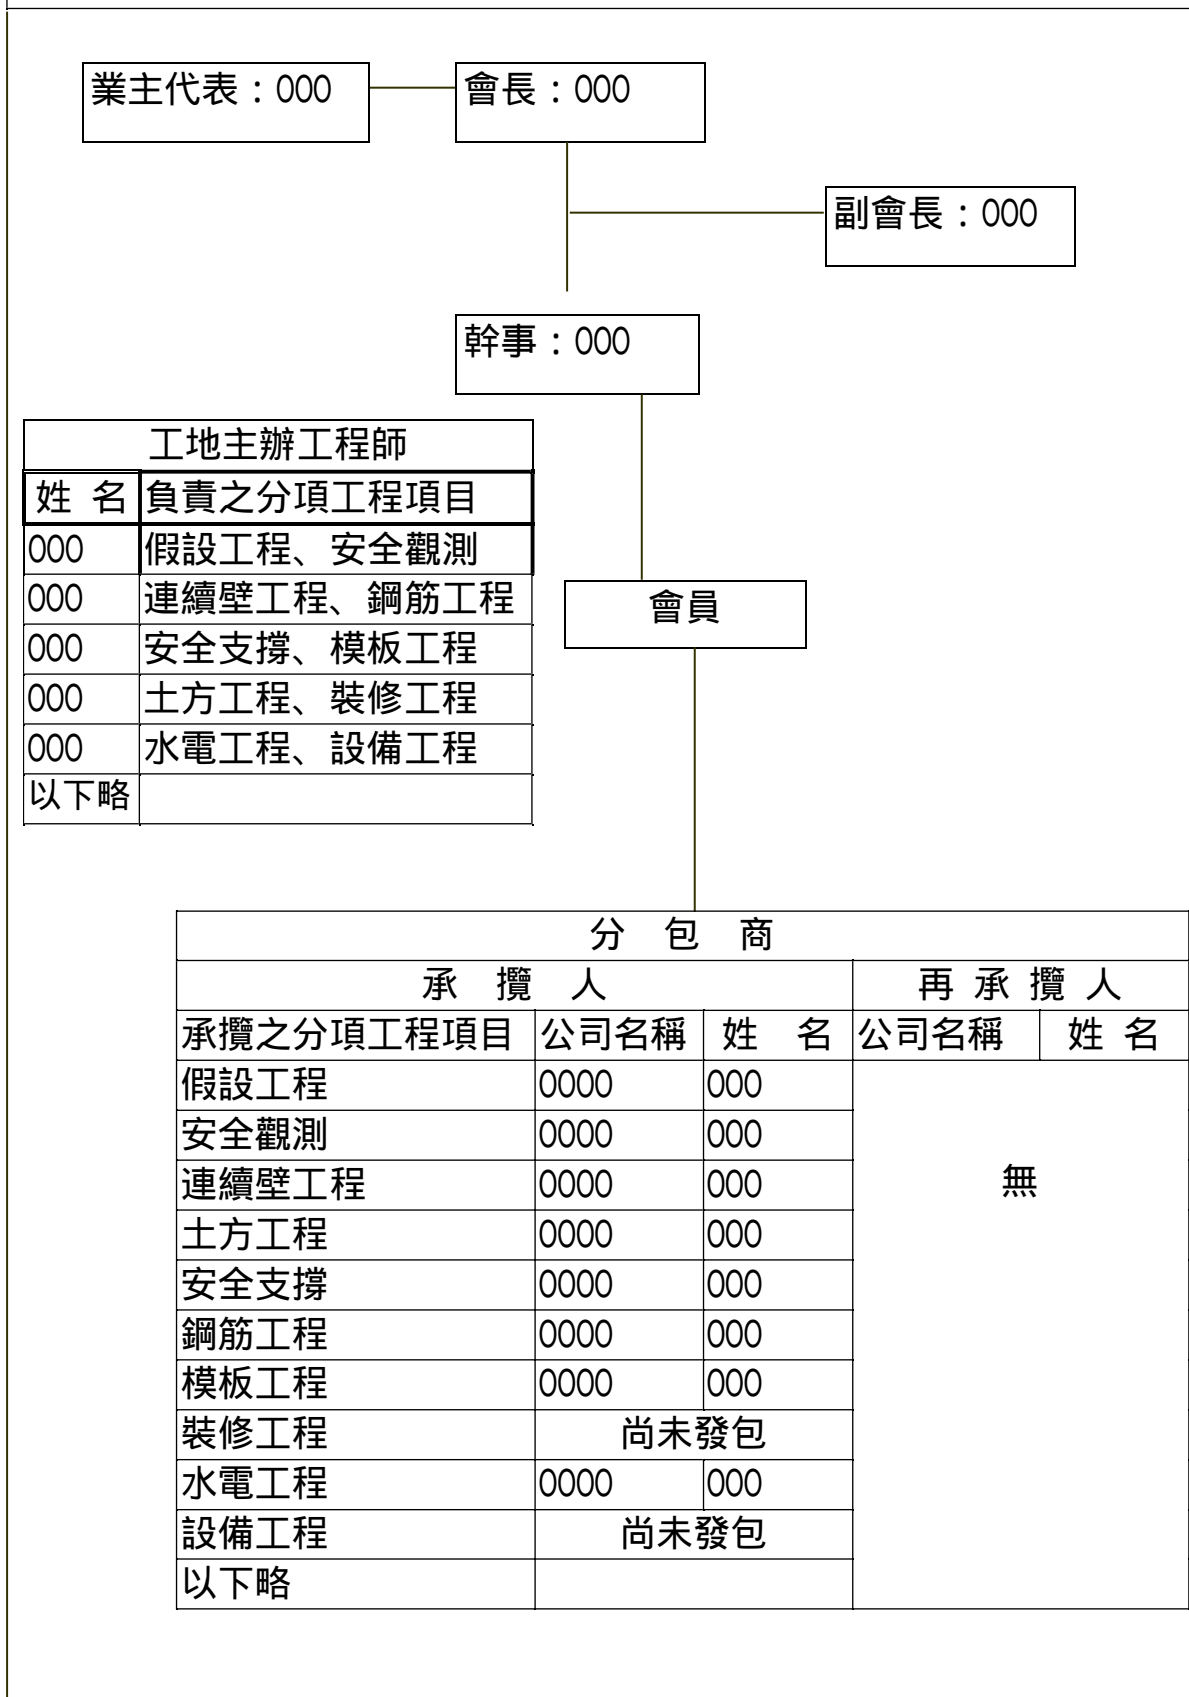 業主代表：000
會長：000
副會長：000
幹事：000
工地主辦工程師
姓 名 負責之分項工程項目
000 假設工程、安全觀測
000 連續壁工程、鋼筋工程
000 安全支撐、模板工程
000 土方工程、裝修工程
000 水電工程、設備工程
以下略
會員
分 包 商
承 攬 人 再 承 攬 人
承攬之分項工程項目 公司名稱 姓 名 公司名稱 姓 名
假設工程 0000 000
安全觀測 0000 000
連續壁工程 0000 000 無
土方工程 0000 000
安全支撐 0000 000
鋼筋工程 0000 000
模板工程 0000 000
裝修工程 尚未發包
水電工程 0000 000
設備工程 尚未發包
以下略